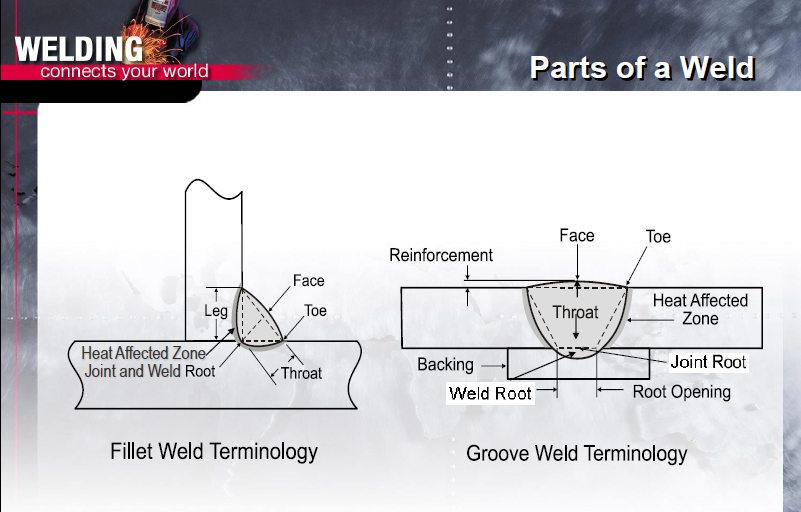 WELDING
connects your world
Parts of a Weld
Face
Leg
Toe
Heat Affected Zone
Joint and Weld Root
Throat
Fillet Weld Terminology
Face
Toe
Reinforcement
Throat
Heat Affected
Zone
Backing
Joint Root
Weld Root
Root Opening
Groove Weld Terminology